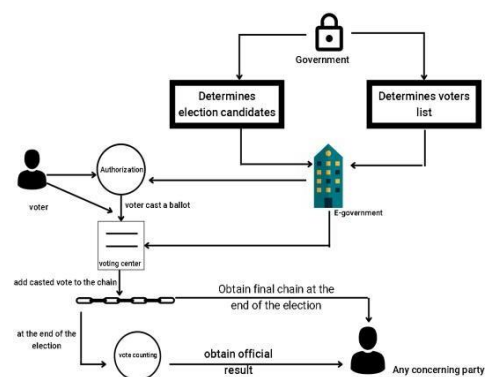 Government
Determines
election candidates
Determines voters
list
Authorization
voter
voter cast a ballot
E-government
voting center
add casted vote to the chain
Obtain final chain at the
end of the election
at the end of the
election
vote counting
obtain official
result
Any concerning party